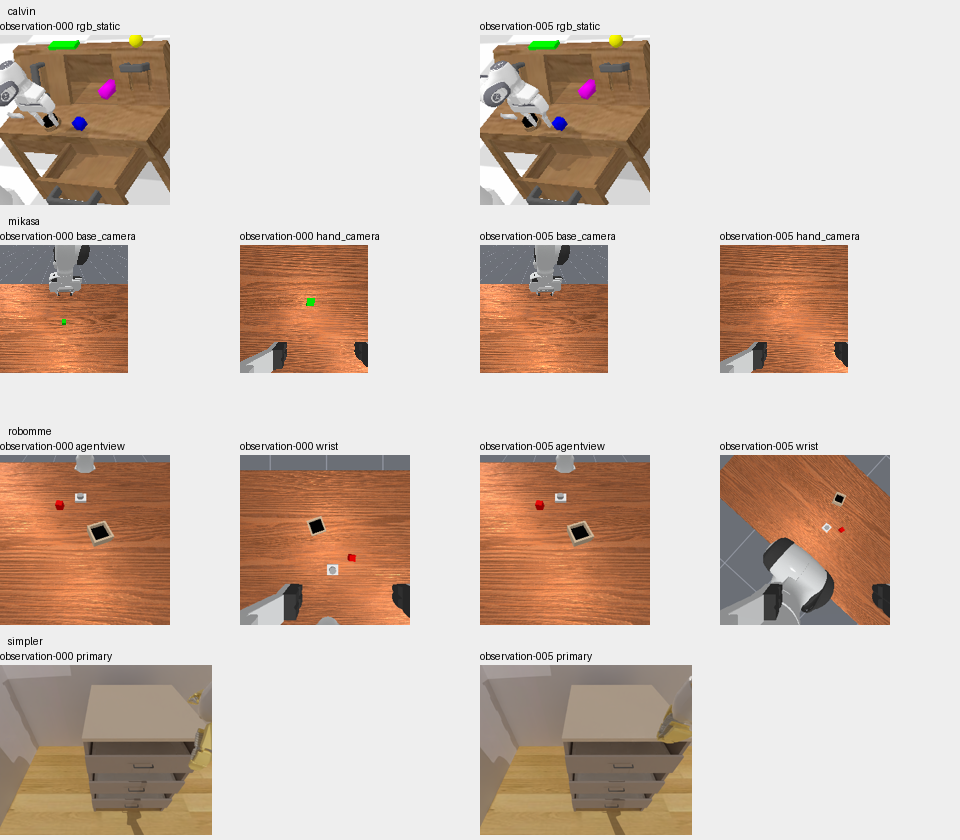 calvin
observation-000 rgb_static
observation-005 rgb_static
mikasa
observation-000 base_camera
observation-000 hand_camera
observation-005 base_camera
observation-005 hand_camera
robomme
observation-000 agentview
observation-000 wrist
observation-005 agentview
observation-005 wrist
simpler
observation-000 primary
observation-005 primary